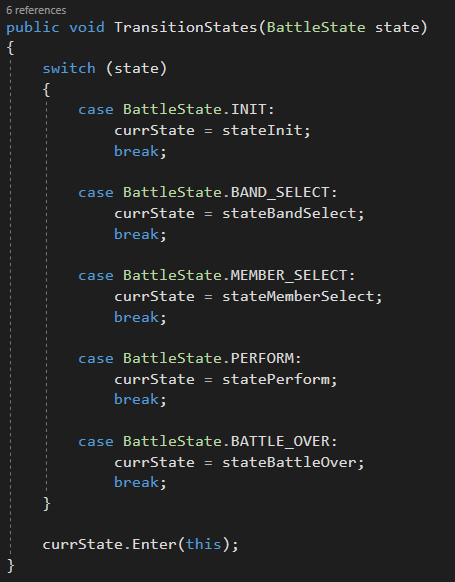 6 references
public void TransitionStates(BattleState state)
{
    switch (state)
    {
        case BattleState.INIT:
            currState = stateInit;
            break;

        case BattleState.BAND_SELECT:
            currState = stateBandSelect;
            break;

        case BattleState.MEMBER_SELECT:
            currState = stateMemberSelect;
            break;

        case BattleState.PERFORM:
            currState = statePerform;
            break;

        case BattleState.BATTLE_OVER:
            currState = stateBattleOver;
            break;
    }

    currState.Enter(this);
}